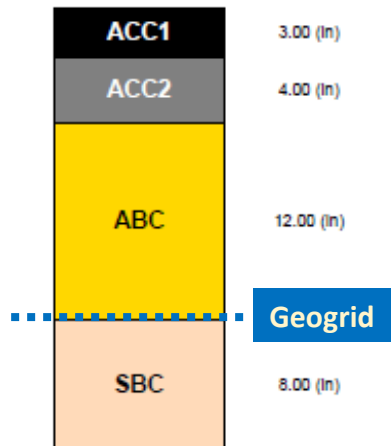 ACC1 3.00 (in)
ACC2 4.00 (in)
ABC 12.00 (in)
Geogrid
SBC 8.00 (in)